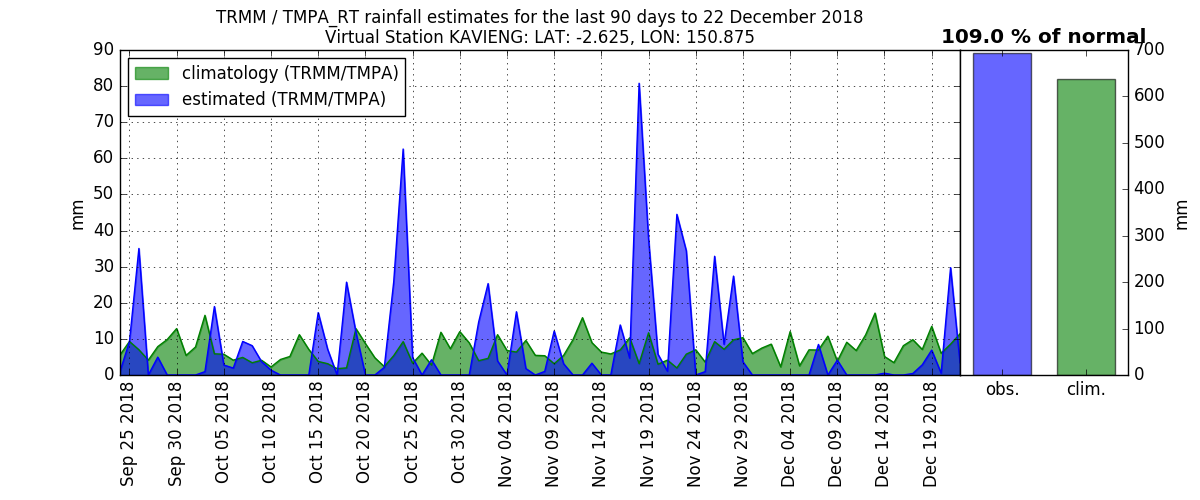 TRMM / TMPA_RT rainfall estimates for the last 90 days to 22 December 2018
Virtual Station KAVIENG: LAT: -2.625, LON: 150.875
109.0 % of normal
climatology (TRMM/TMPA)
estimated (TRMM/TMPA)
90
80
70
60
50
40
30
20
10
0
mm
Sep 25 2018
Sep 30 2018
Oct 05 2018
Oct 10 2018
Oct 15 2018
Oct 20 2018
Oct 25 2018
Oct 30 2018
Nov 04 2018
Nov 09 2018
Nov 14 2018
Nov 19 2018
Nov 24 2018
Nov 29 2018
Dec 04 2018
Dec 09 2018
Dec 14 2018
Dec 19 2018
700
600
500
400
300
200
100
0
mm
obs.
clim.